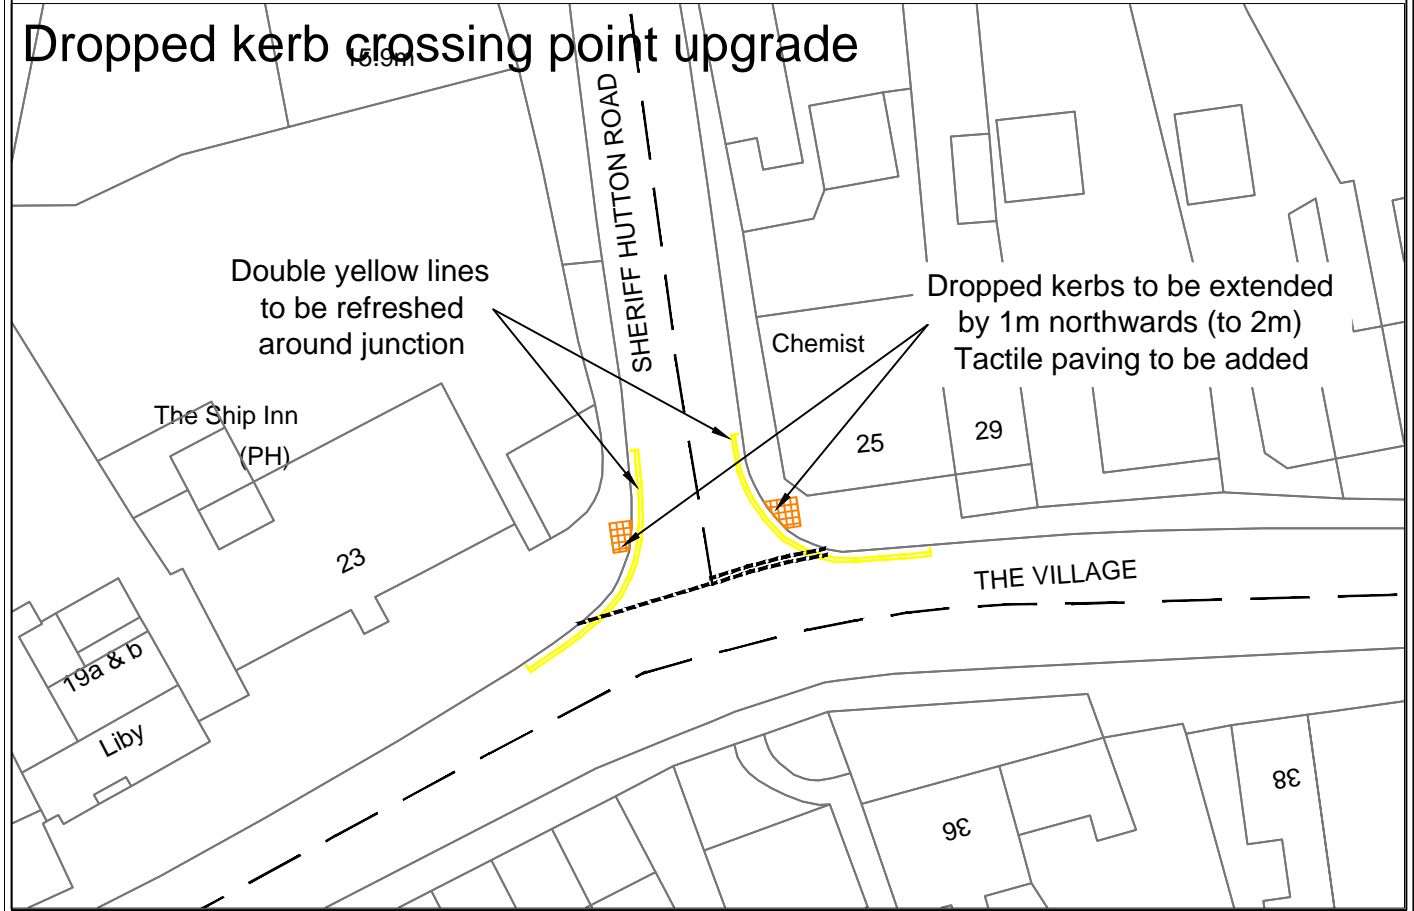 Dropped kerb crossing point upgrade
15.9m
SHERIFF HUTTON ROAD
Double yellow lines
to be refreshed
around junction
Dropped kerbs to be extended
by 1m northwards (to 2m)
Tactile paving to be added
Chemist
The Ship Inn
(PH)
25
29
23
THE VILLAGE
19a & b
Liby
36
38